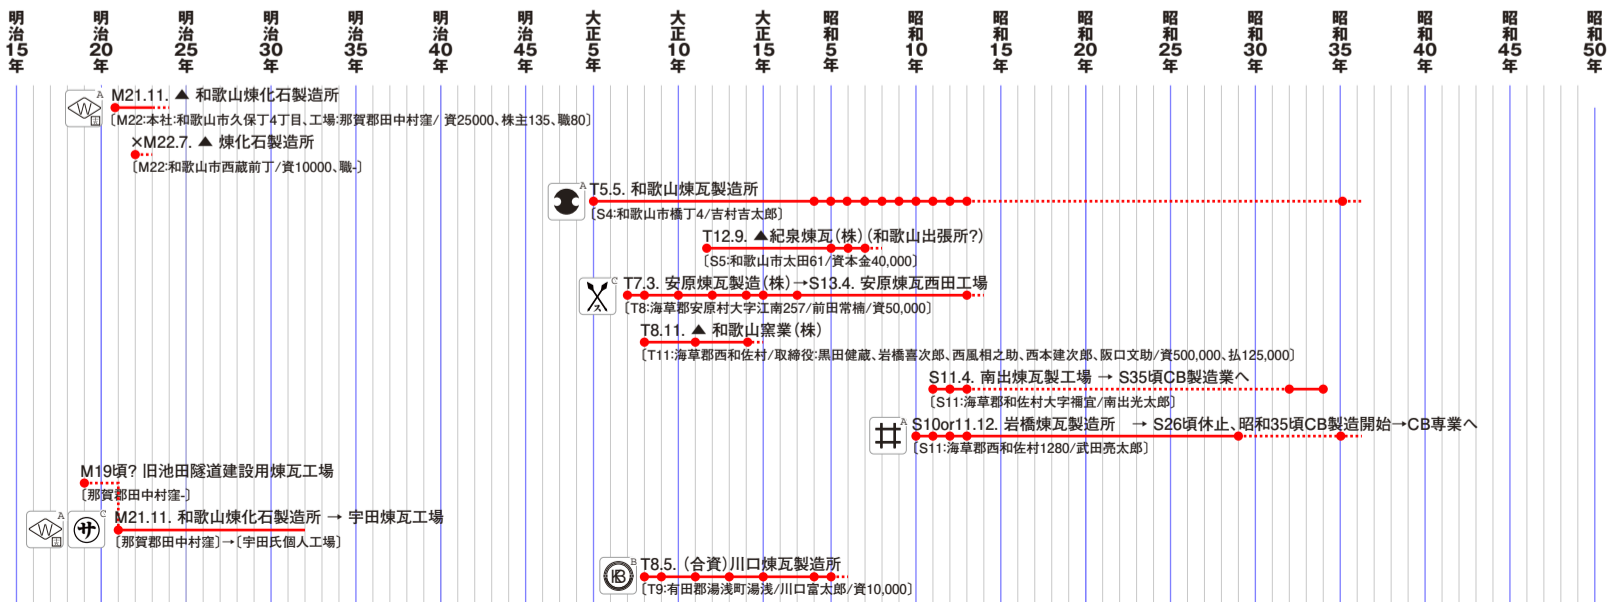 明治15年 明治20年 明治25年 明治30年 明治35年 明治40年 明治45年 大正5年 大正10年 大正15年 昭和5年 昭和10年 昭和15年 昭和20年 昭和25年 昭和30年 昭和35年 昭和40年 昭和45年 昭和50年
W A M21.11. ▲ 和歌山煉化石製造所
〔M22:本社:和歌山市久保丁4丁目、工場:那賀郡田中村窪/ 資25000、株主135、職80〕
×M22.7. ▲ 煉化石製造所
〔M22:和歌山市西蔵前丁/資10000、職-〕
A T5.5. 和歌山煉瓦製造所
〔S4:和歌山市橋丁4/吉村吉太郎〕
T12.9. ▲紀泉煉瓦(株)(和歌山出張所?)
〔S5:和歌山市太田61/資本金40,000〕
ス C T7.3. 安原煉瓦製造(株)→S13.4. 安原煉瓦西田工場
〔T8:海草郡安原村大字江南257/前田常楠/資50,000〕
T8.11. ▲ 和歌山窯業(株)
〔T11:海草郡西和佐村/取締役:黒田健蔵、岩橋喜次郎、西風相之助、西本建次郎、阪口文助/資500,000、払125,000〕
S11.4. 南出煉瓦製工場 → S35頃CB製造業へ
〔S11:海草郡和佐村大字禰宜/南出光太郎〕
A S10or11.12. 岩橋煉瓦製造所 → S26頃休止、昭和35頃CB製造開始→CB専業へ
〔S11:海草郡西和佐村1280/武田亮太郎〕
M19頃? 旧池田隧道建設用煉瓦工場
〔那賀郡田中村窪-〕
W A サ C M21.11. 和歌山煉化石製造所 → 宇田煉瓦工場
〔那賀郡田中村窪〕→〔宇田氏個人工場〕
KB B T8.5. (合資)川口煉瓦製造所
〔T9:有田郡湯浅町湯浅/川口富太郎/資10,000〕